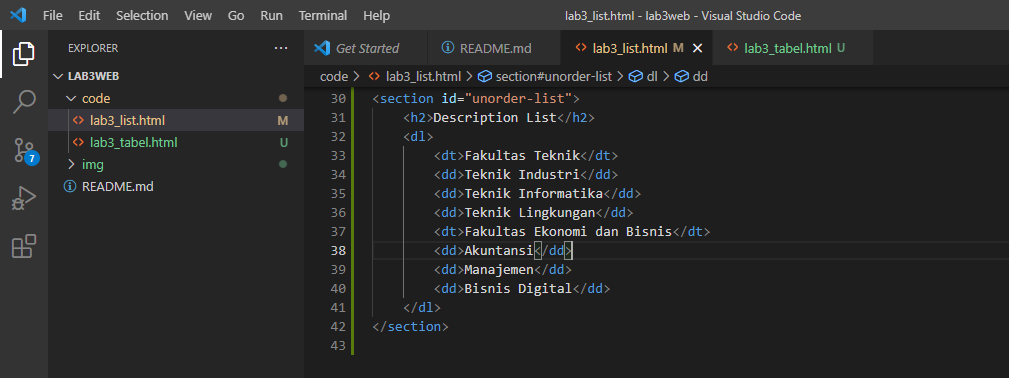 File Edit Selection View Go Run Terminal Help lab3_list.html - lab3web - Visual Studio Code
EXPLORER ... Get Started README.md lab3_list.html M lab3_tabel.html U
LAB3WEB code > lab3_list.html > section#unorder-list > dl > dd
code
lab3_list.html M
lab3_tabel.html U
img
README.md
7
30 <section id="unorder-list">
31 <h2>Description List</h2>
32 <dl>
33 <dt>Fakultas Teknik</dt>
34 <dd>Teknik Industri</dd>
35 <dd>Teknik Informatika</dd>
36 <dd>Teknik Lingkungan</dd>
37 <dt>Fakultas Ekonomi dan Bisnis</dt>
38 <dd>Akuntansi</dd>
39 <dd>Manajemen</dd>
40 <dd>Bisnis Digital</dd>
41 </dl>
42 </section>
43